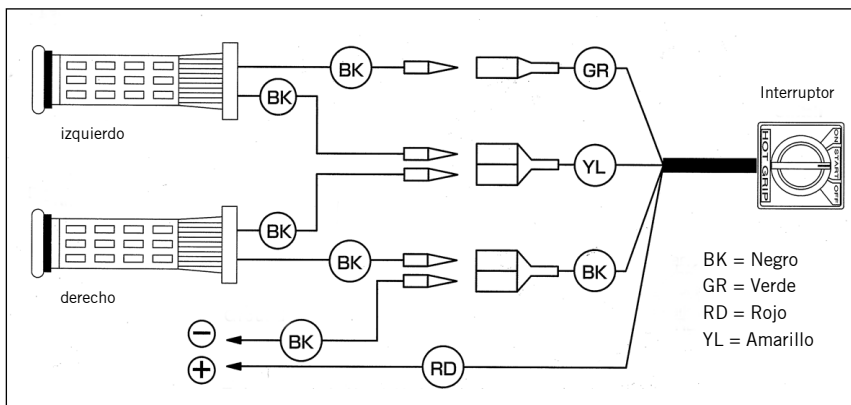 BK
GR
BK
izquierdo
Interruptor
HOT GRIP
ON
START
OFF
YL
BK
BK
BK
derecho
BK
RD
− 
+
BK = Negro
GR = Verde
RD = Rojo
YL = Amarillo